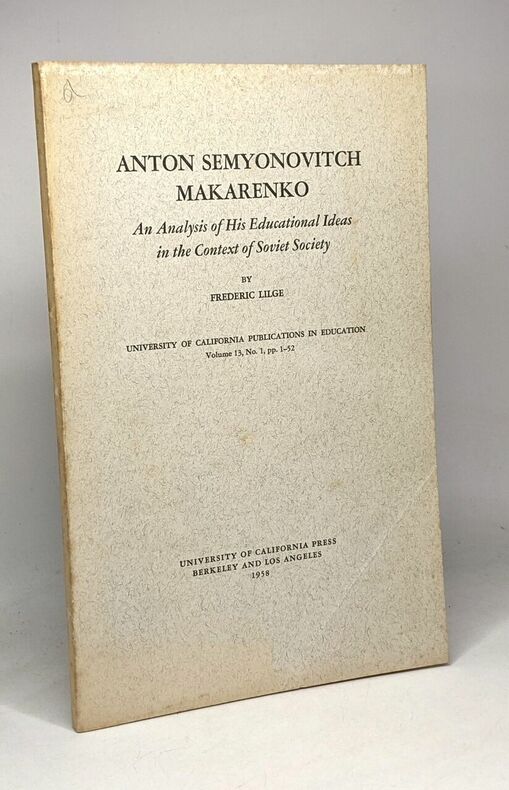 ANTON SEMYONOVITCH
MAKARENKO
An Analysis of His Educational Ideas
in the Context of Soviet Society
BY
FREDERIC LILGE
UNIVERSITY OF CALIFORNIA PUBLICATIONS IN EDUCATION
Volume 13, No. 1, pp. 1–52
UNIVERSITY OF CALIFORNIA PRESS
BERKELEY AND LOS ANGELES
1958